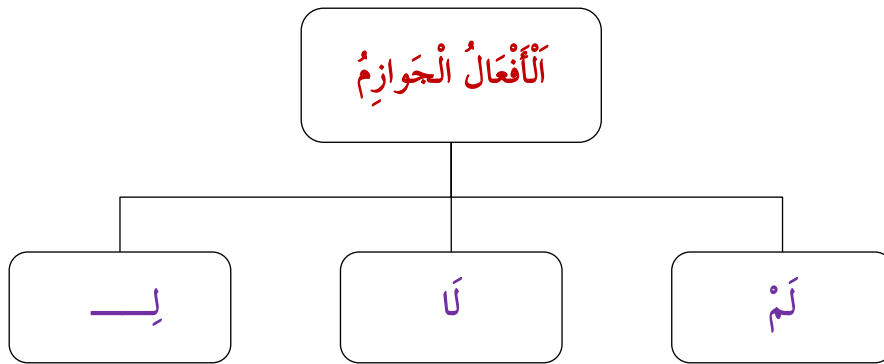 اَلْأَفْعَالُ الْجَوازِمُ
لَمْ
لَا
لِـــــ